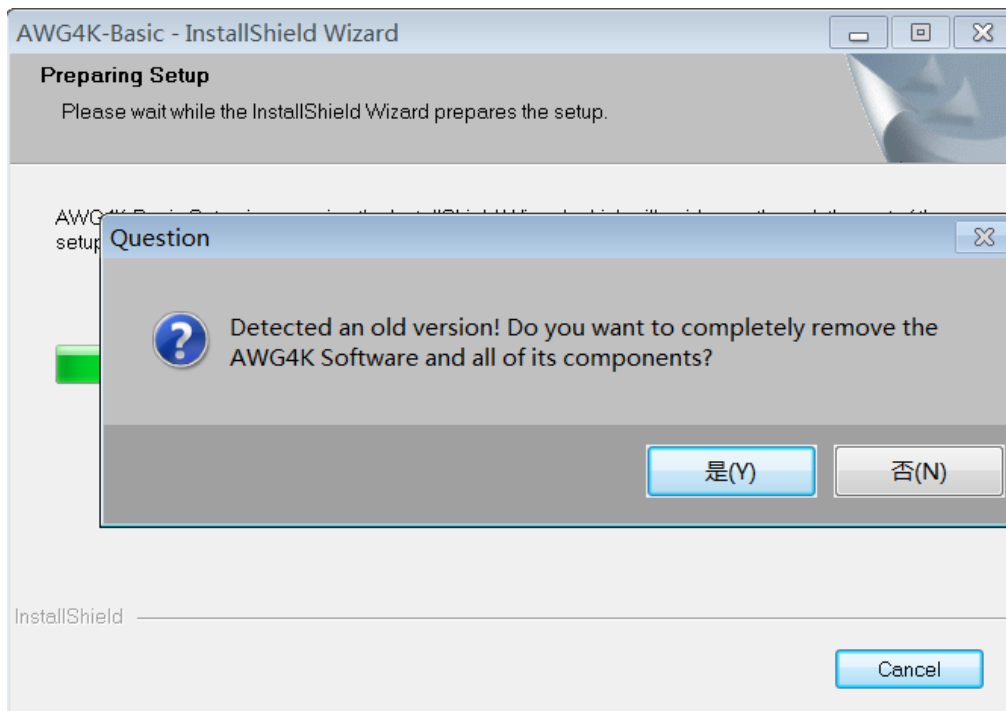 AWG4K-Basic - InstallShield Wizard
Preparing Setup
Please wait while the InstallShield Wizard prepares the setup.
setup
Question
Detected an old version! Do you want to completely remove the
AWG4K Software and all of its components?
是(Y)
否(N)
InstallShield
Cancel